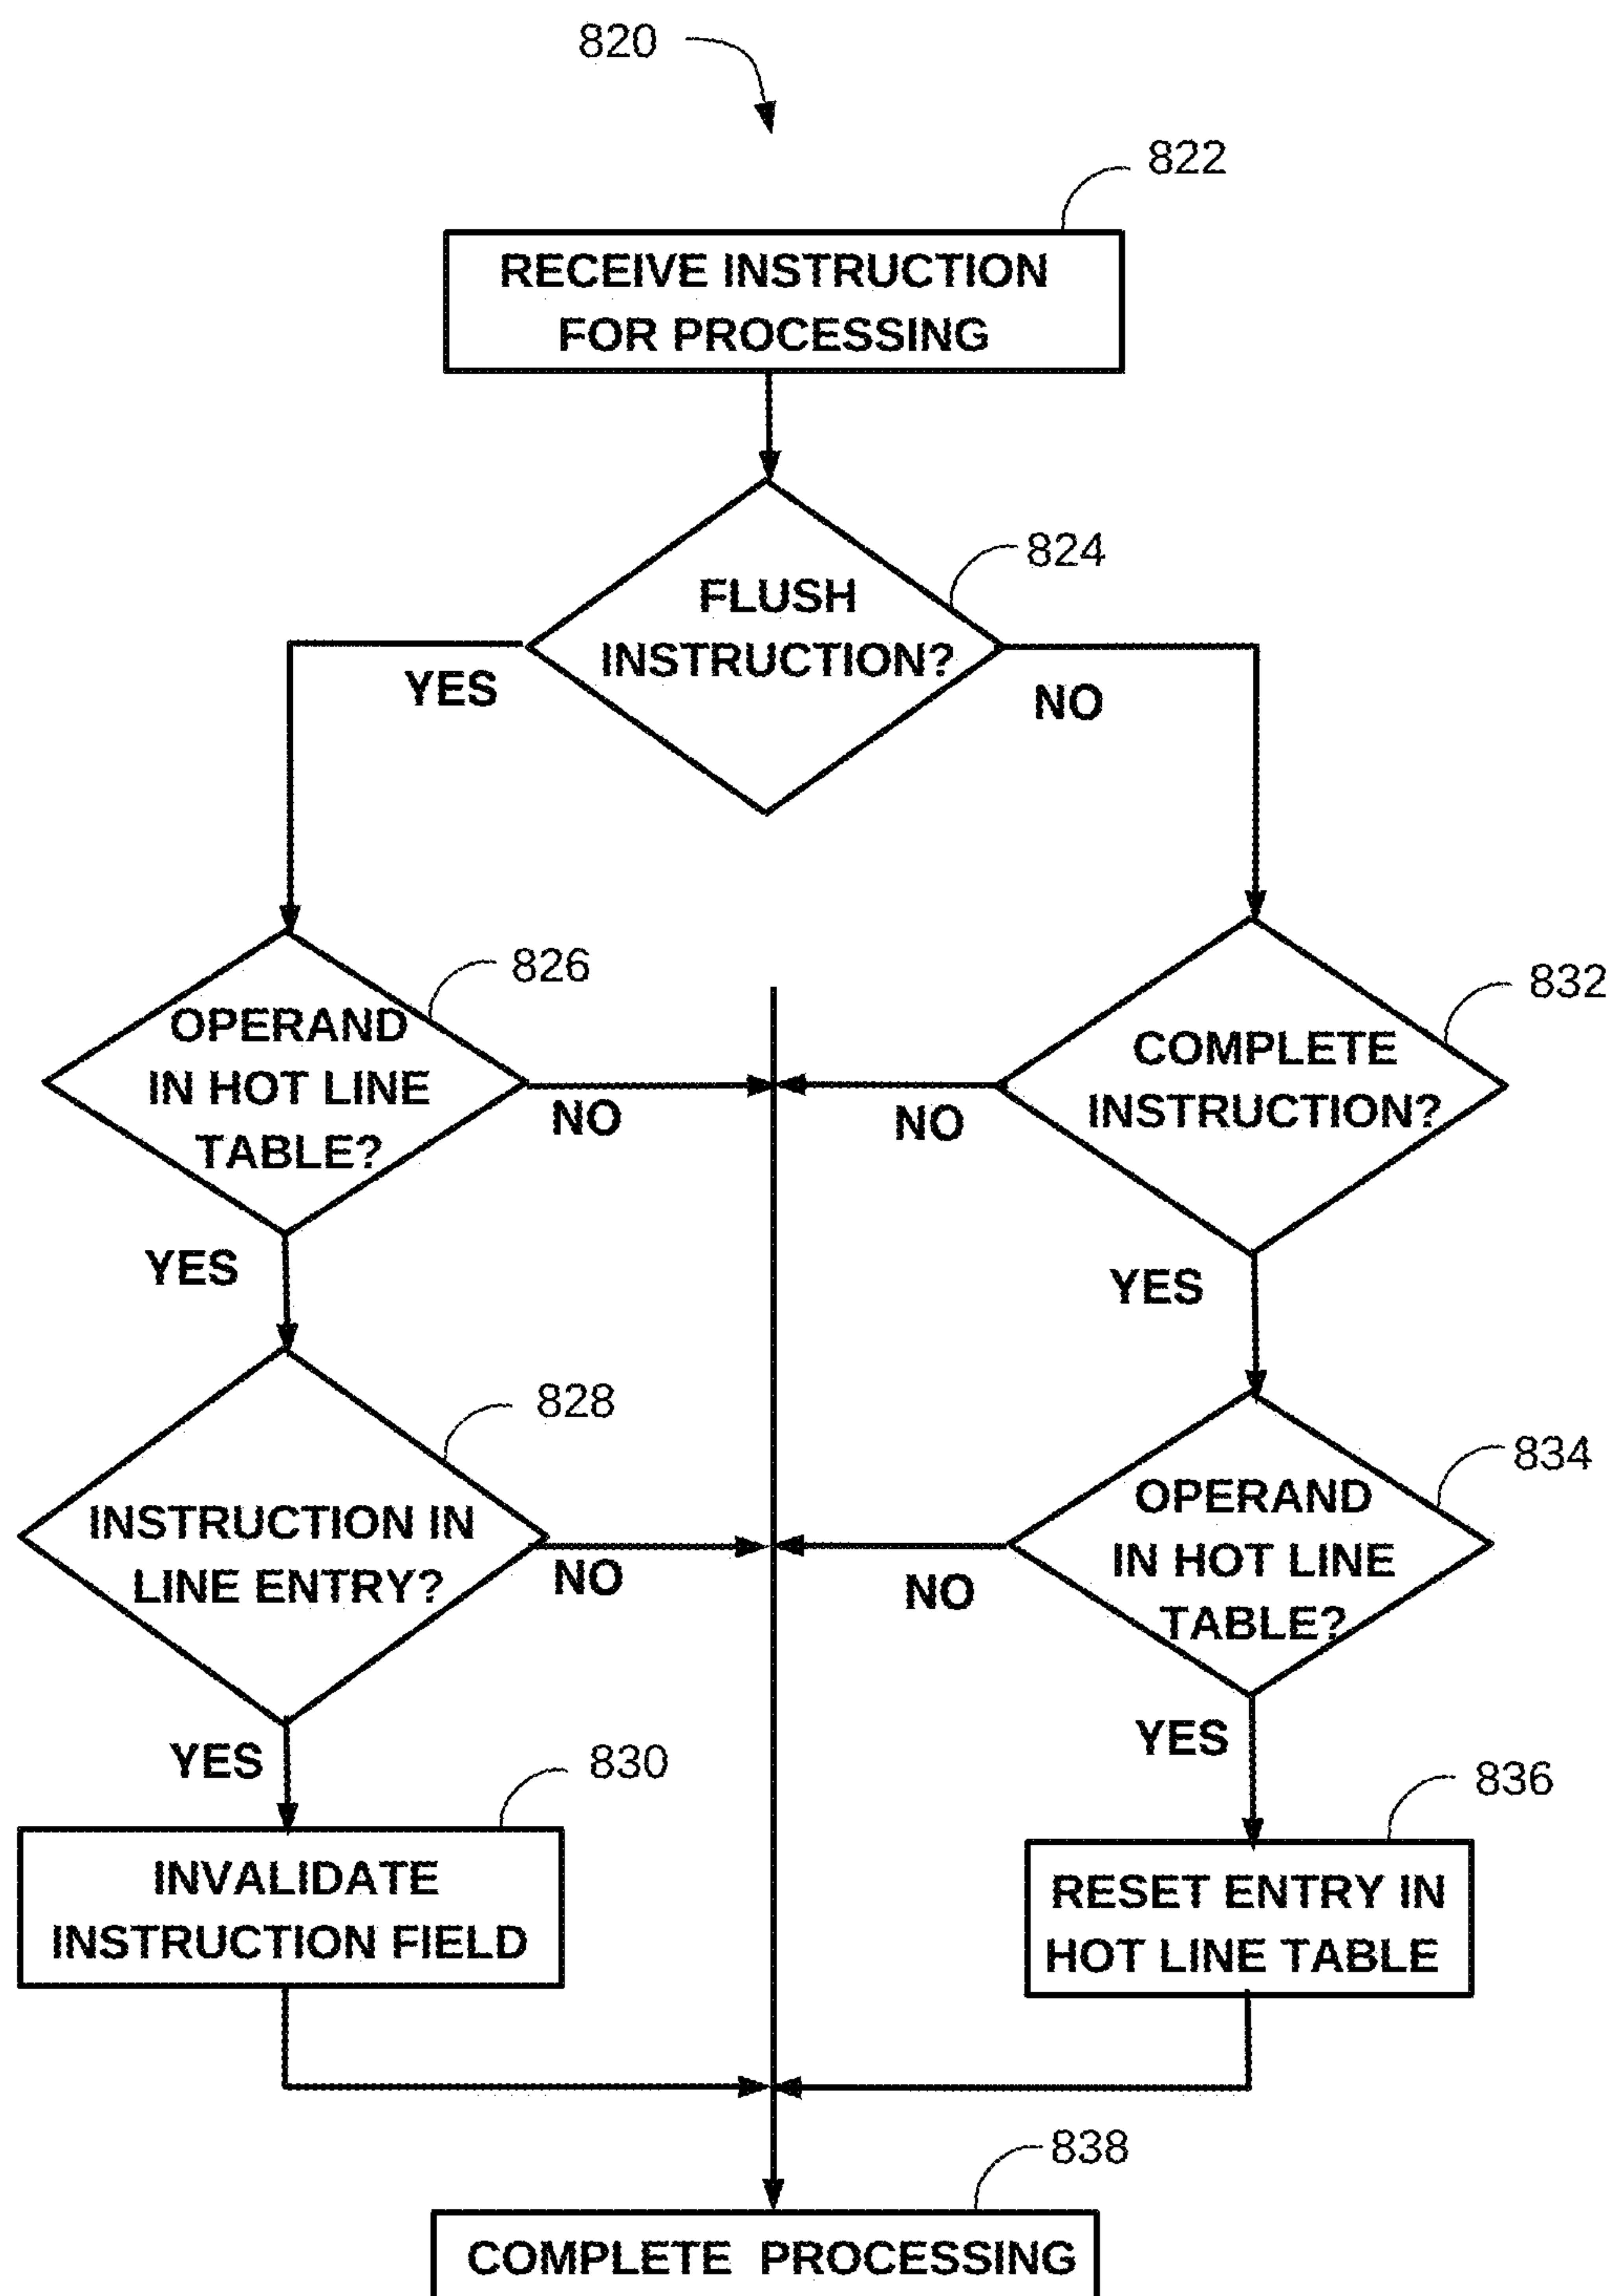 820
822
RECEIVE INSTRUCTION
FOR PROCESSING
824
FLUSH
INSTRUCTION?
YES
NO
826
OPERAND
IN HOT LINE
TABLE?
NO
YES
832
COMPLETE
INSTRUCTION?
NO
YES
828
INSTRUCTION IN
LINE ENTRY?
NO
YES
834
OPERAND
IN HOT LINE
TABLE?
NO
YES
830
INVALIDATE
INSTRUCTION FIELD
836
RESET ENTRY IN
HOT LINE TABLE
838
COMPLETE PROCESSING